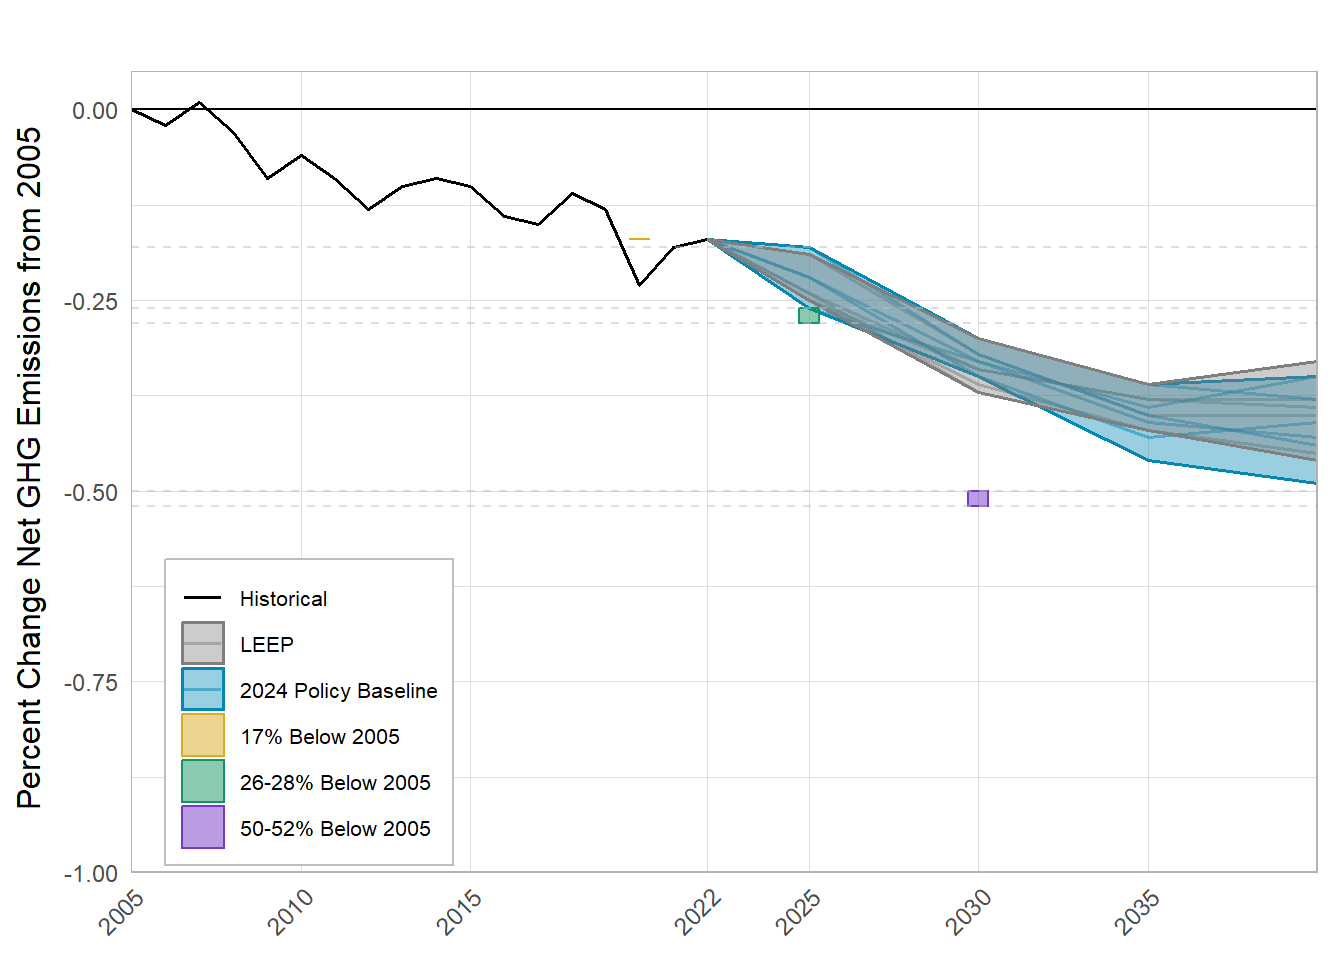 Percent Change Net GHG Emissions from 2005
0.00
-0.25
-0.50
-0.75
-1.00
Historical
LEEP
2024 Policy Baseline
17% Below 2005
26-28% Below 2005
50-52% Below 2005
2005
2010
2015
2022
2025
2030
2035